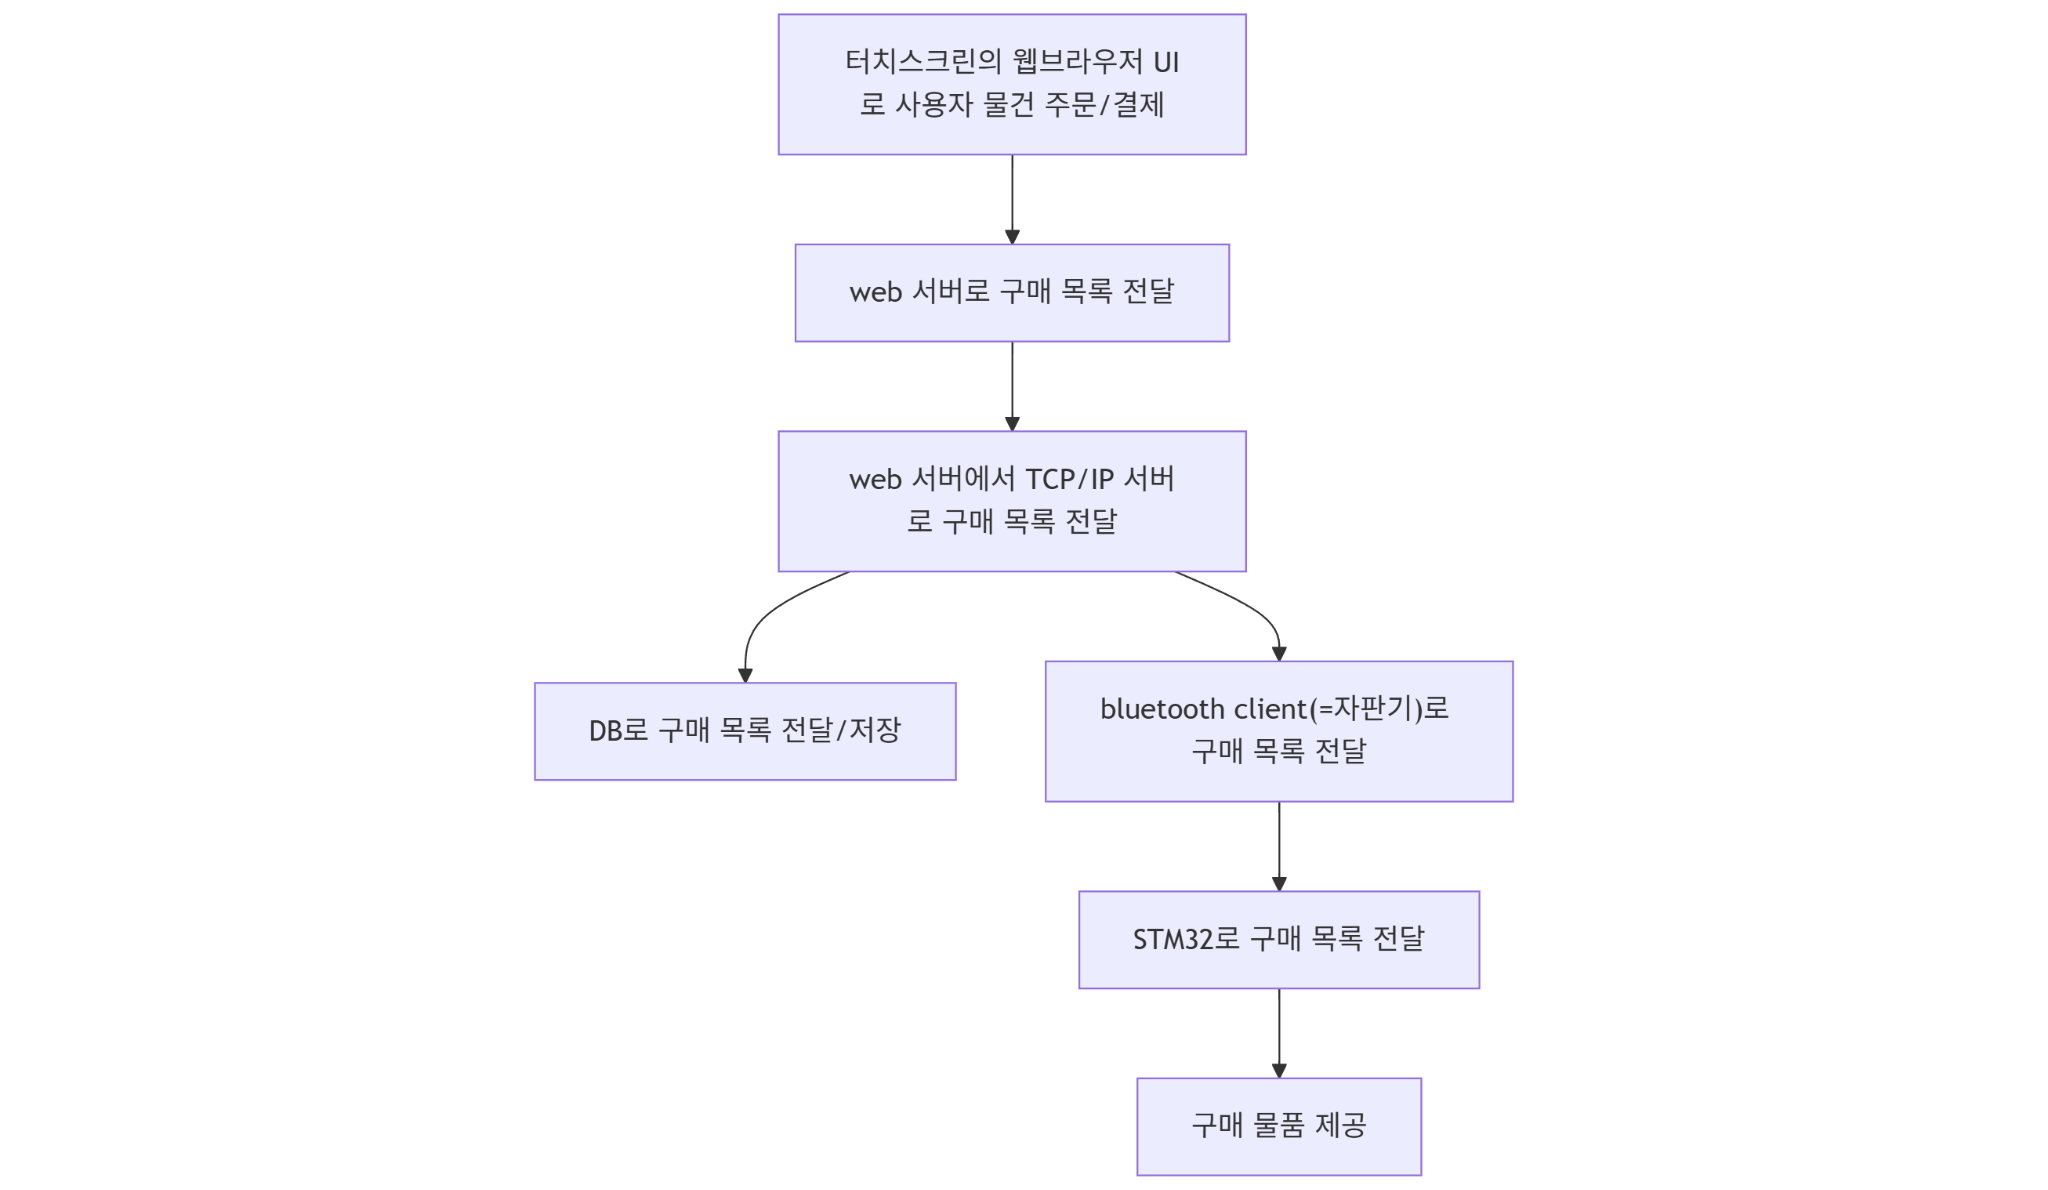 터치스크린의 웹브라우저 UI
로 사용자 물건 주문/결제
web 서버로 구매 목록 전달
web 서버에서 TCP/IP 서버
로 구매 목록 전달
DB로 구매 목록 전달/저장
bluetooth client(=자판기)로
구매 목록 전달
STM32로 구매 목록 전달
구매 물품 제공